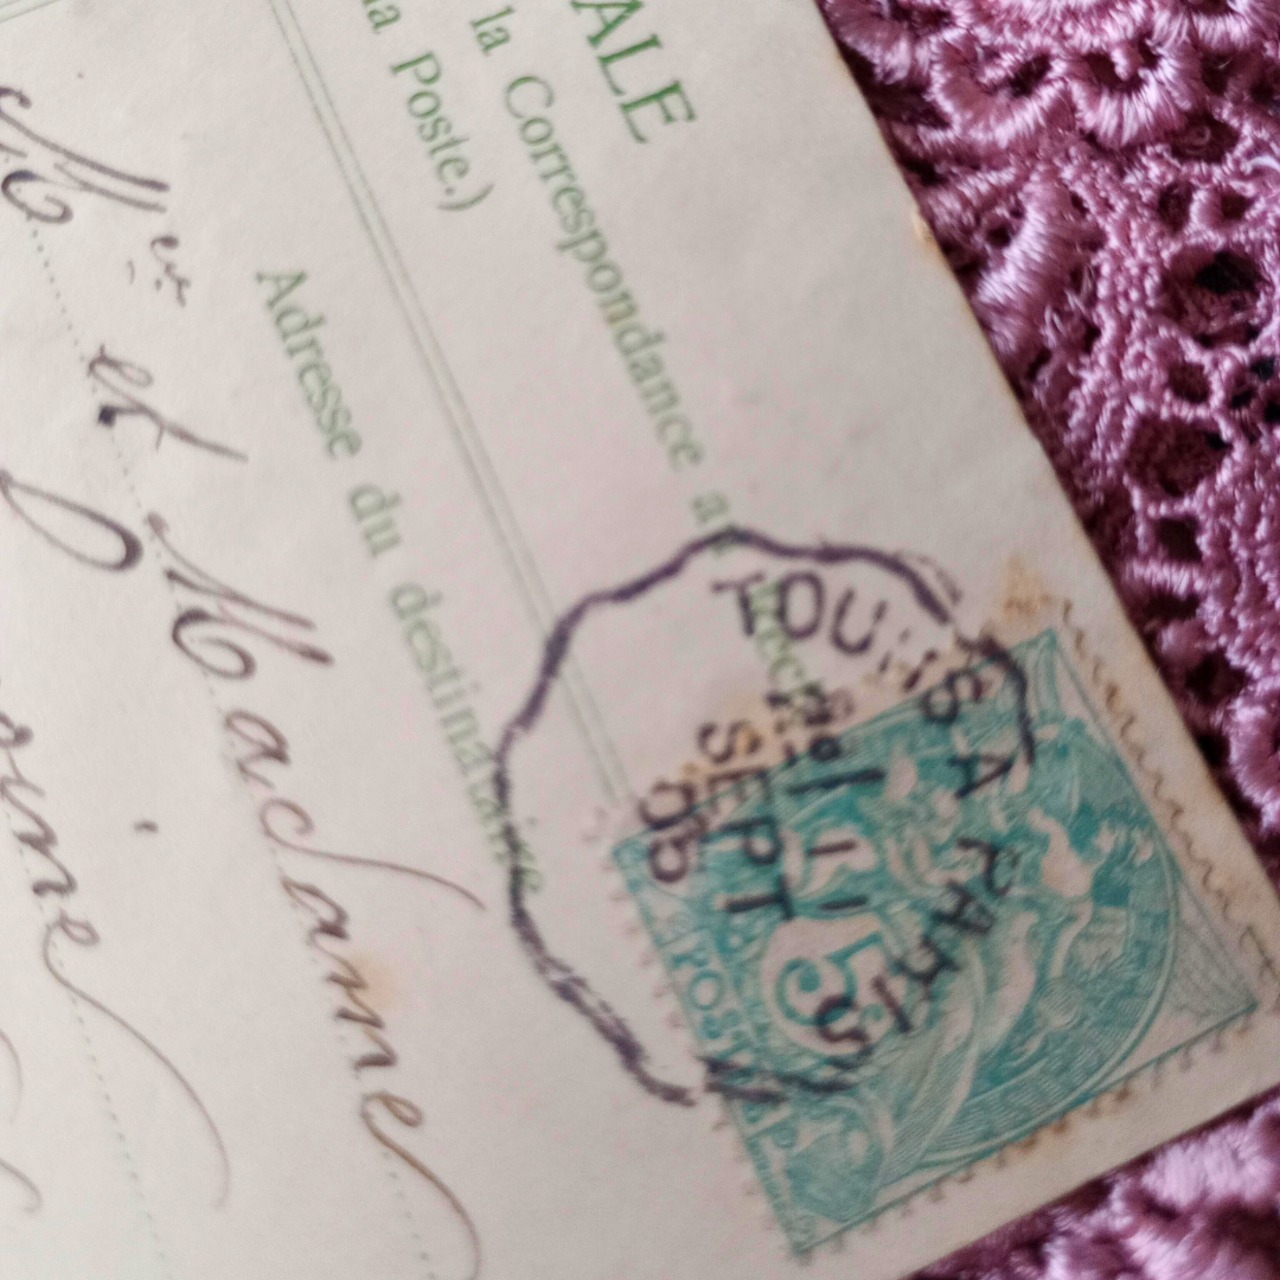 ALE
la Correspondance
la Poste.)
Adresse du destinataire
Mr et Madame
TOURS A PARIS
SEPT
05
5
POSTES